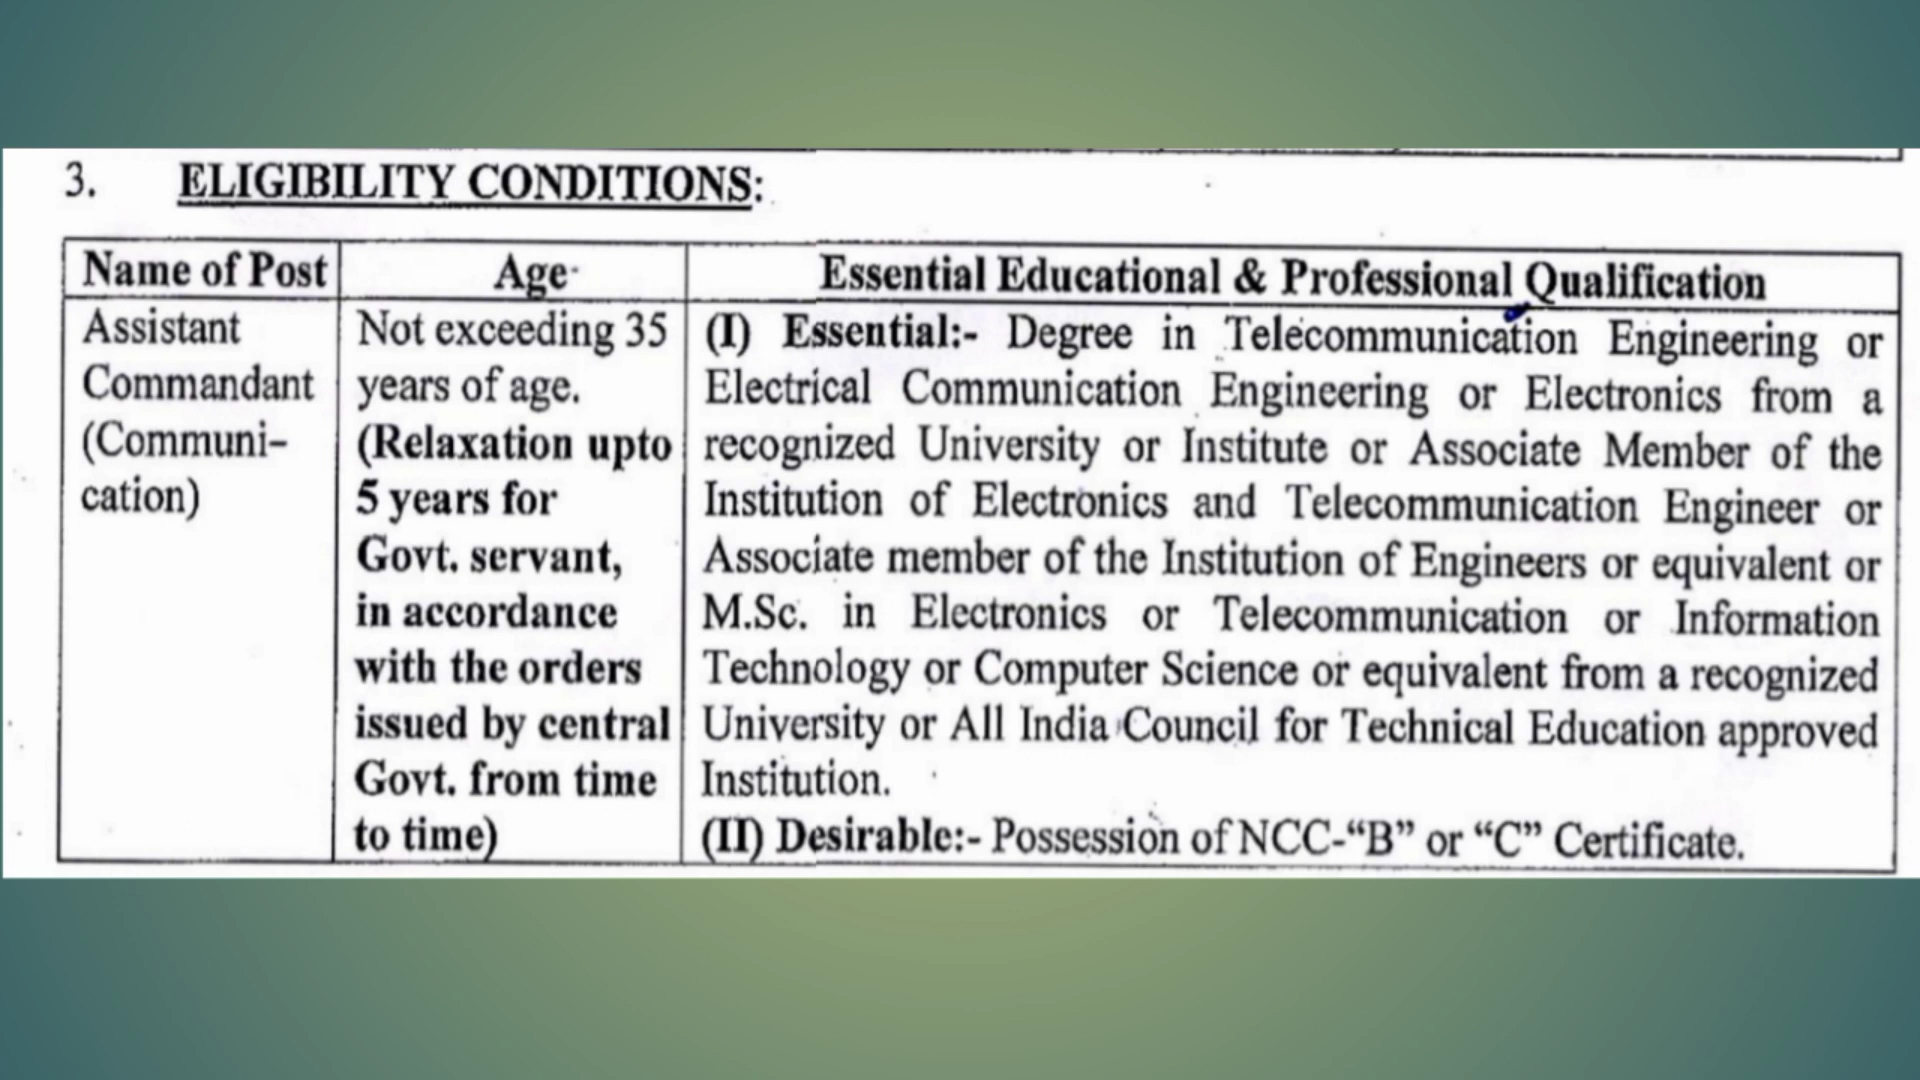 3. ELIGIBILITY CONDITIONS:
Name of Post
Assistant
Commandant
(Communi–
cation)
Age
Not exceeding 35
years of age.
(Relaxation upto
5 years for
Govt. servant,
in accordance
with the orders
issued by central
Govt. from time
to time)
Essential Educational & Professional Qualification
(I) Essential:- Degree in Telecommunication Engineering or
Electrical Communication Engineering or Electronics from a
recognized University or Institute or Associate Member of the
Institution of Electronics and Telecommunication Engineer or
Associate member of the Institution of Engineers or equivalent or
M.Sc. in Electronics or Telecommunication or Information
Technology or Computer Science or equivalent from a recognized
University or All India Council for Technical Education approved
Institution.
(II) Desirable:- Possession of NCC-“B” or “C” Certificate.